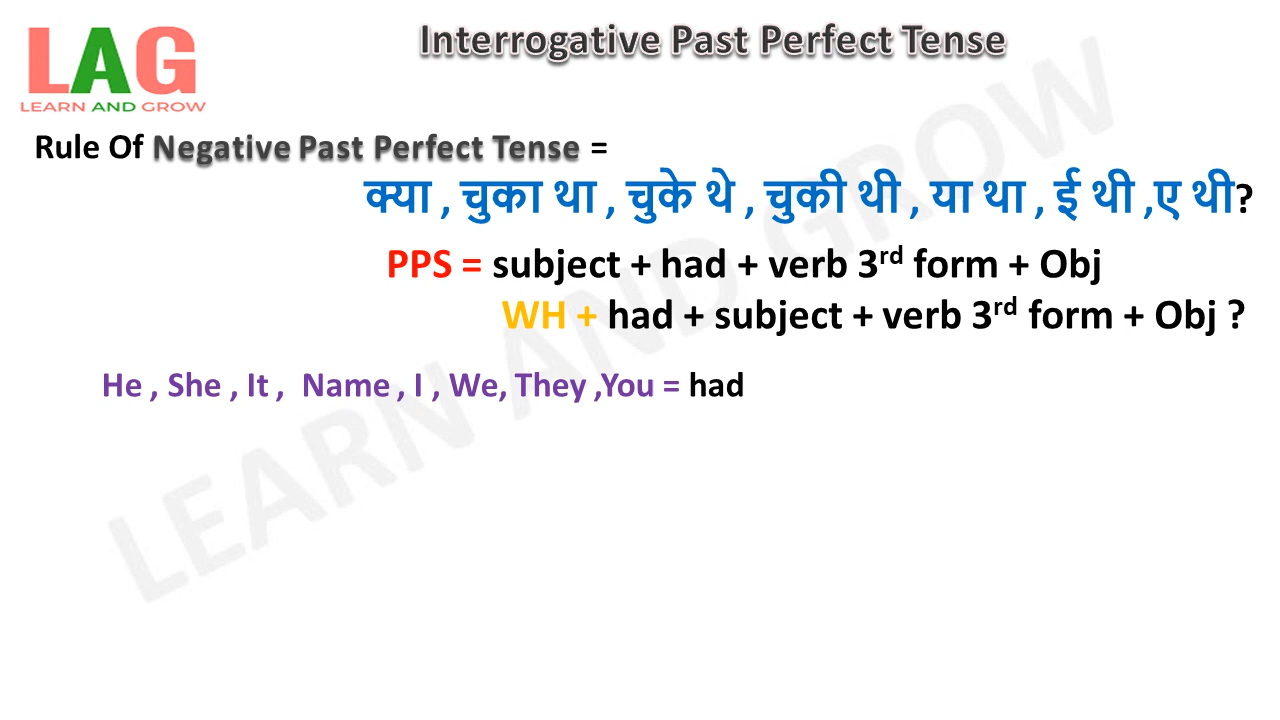 LAG
LEARN AND GROW
Interrogative Past Perfect Tense
Rule Of Negative Past Perfect Tense =
क्या , चुका था , चुके थे , चुकी थी , या था , ई थी ,ए थी?
PPS = subject + had + verb 3rd form + Obj
WH + had + subject + verb 3rd form + Obj ?
He , She , It , Name , I , We, They ,You = had
LEARN AND GROW